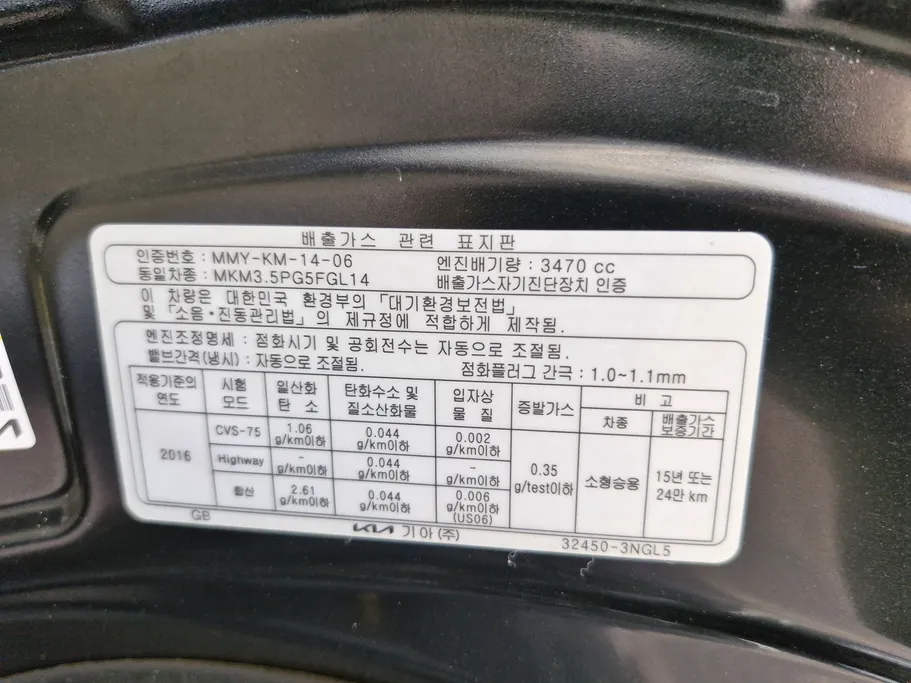 배출가스 관련 표지판
인증번호 : MMY-KM-14-06 엔진배기량 : 3470 cc
동일차종 : MKM3.5PG5FGL14 배출가스자기진단장치 인증
이 차량은 대한민국 환경부의 「대기환경보전법」
및 「소음·진동관리법」의 제규정에 적합하게 제작됨.
엔진조정명세 : 점화시기 및 공회전수는 자동으로 조절됨.
밸브간격(냉시) : 자동으로 조절됨. 점화플러그 간극 : 1.0~1.1mm
적용기준의 시험 일산화 탄화수소 및 입자상 증발가스 비 고
연도 모드 탄 소 질소산화물 물 질 차종 배출가스
보증기간
CVS-75 1.06 0.044 0.002
g/km이하 g/km이하 g/km이하
2016 Highway - 0.044 - 0.35 소형승용 15년 또는
g/km이하 g/km이하 g/km이하 g/test이하 24만 km
합산 2.61 0.044 0.006
g/km이하 g/km이하 g/km이하
(US06)
GB KIA 기아(주) 32450-3NGL5